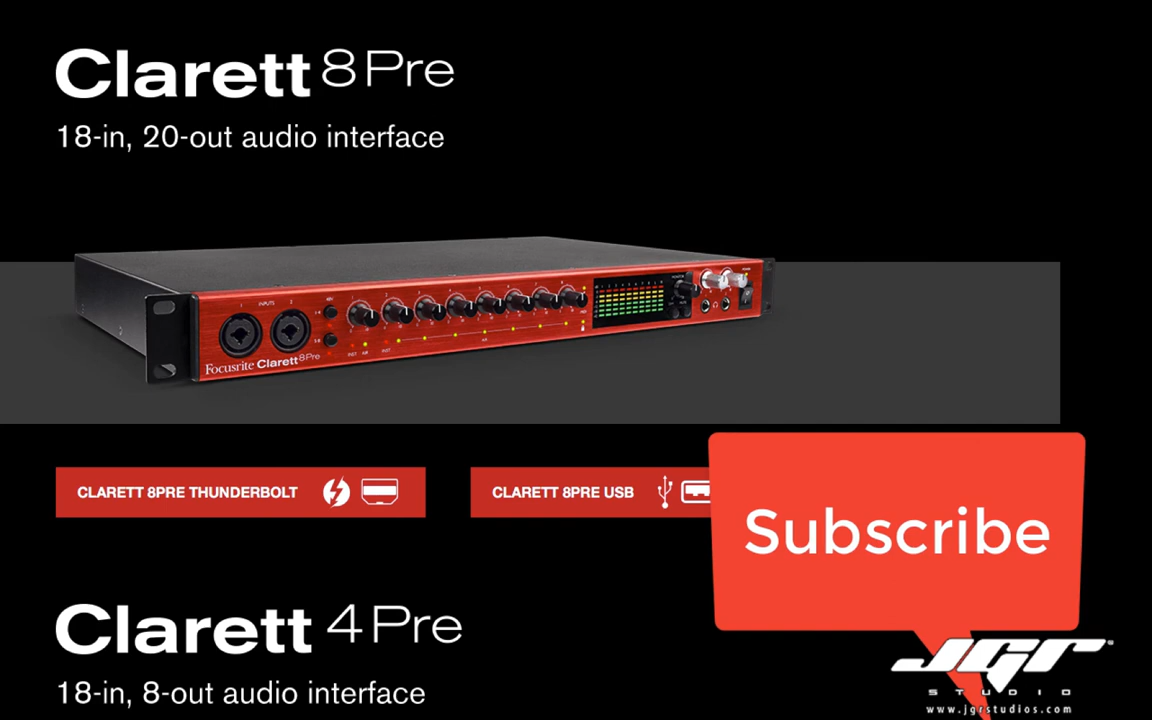 Clarett 8Pre
18-in, 20-out audio interface
INPUTS
Focusrite Clarett 8Pre
CLARETT 8PRE THUNDERBOLT
CLARETT 8PRE USB
Subscribe
Clarett 4Pre
18-in, 8-out audio interface
JGR
STUDIO
www.jgrstudios.com